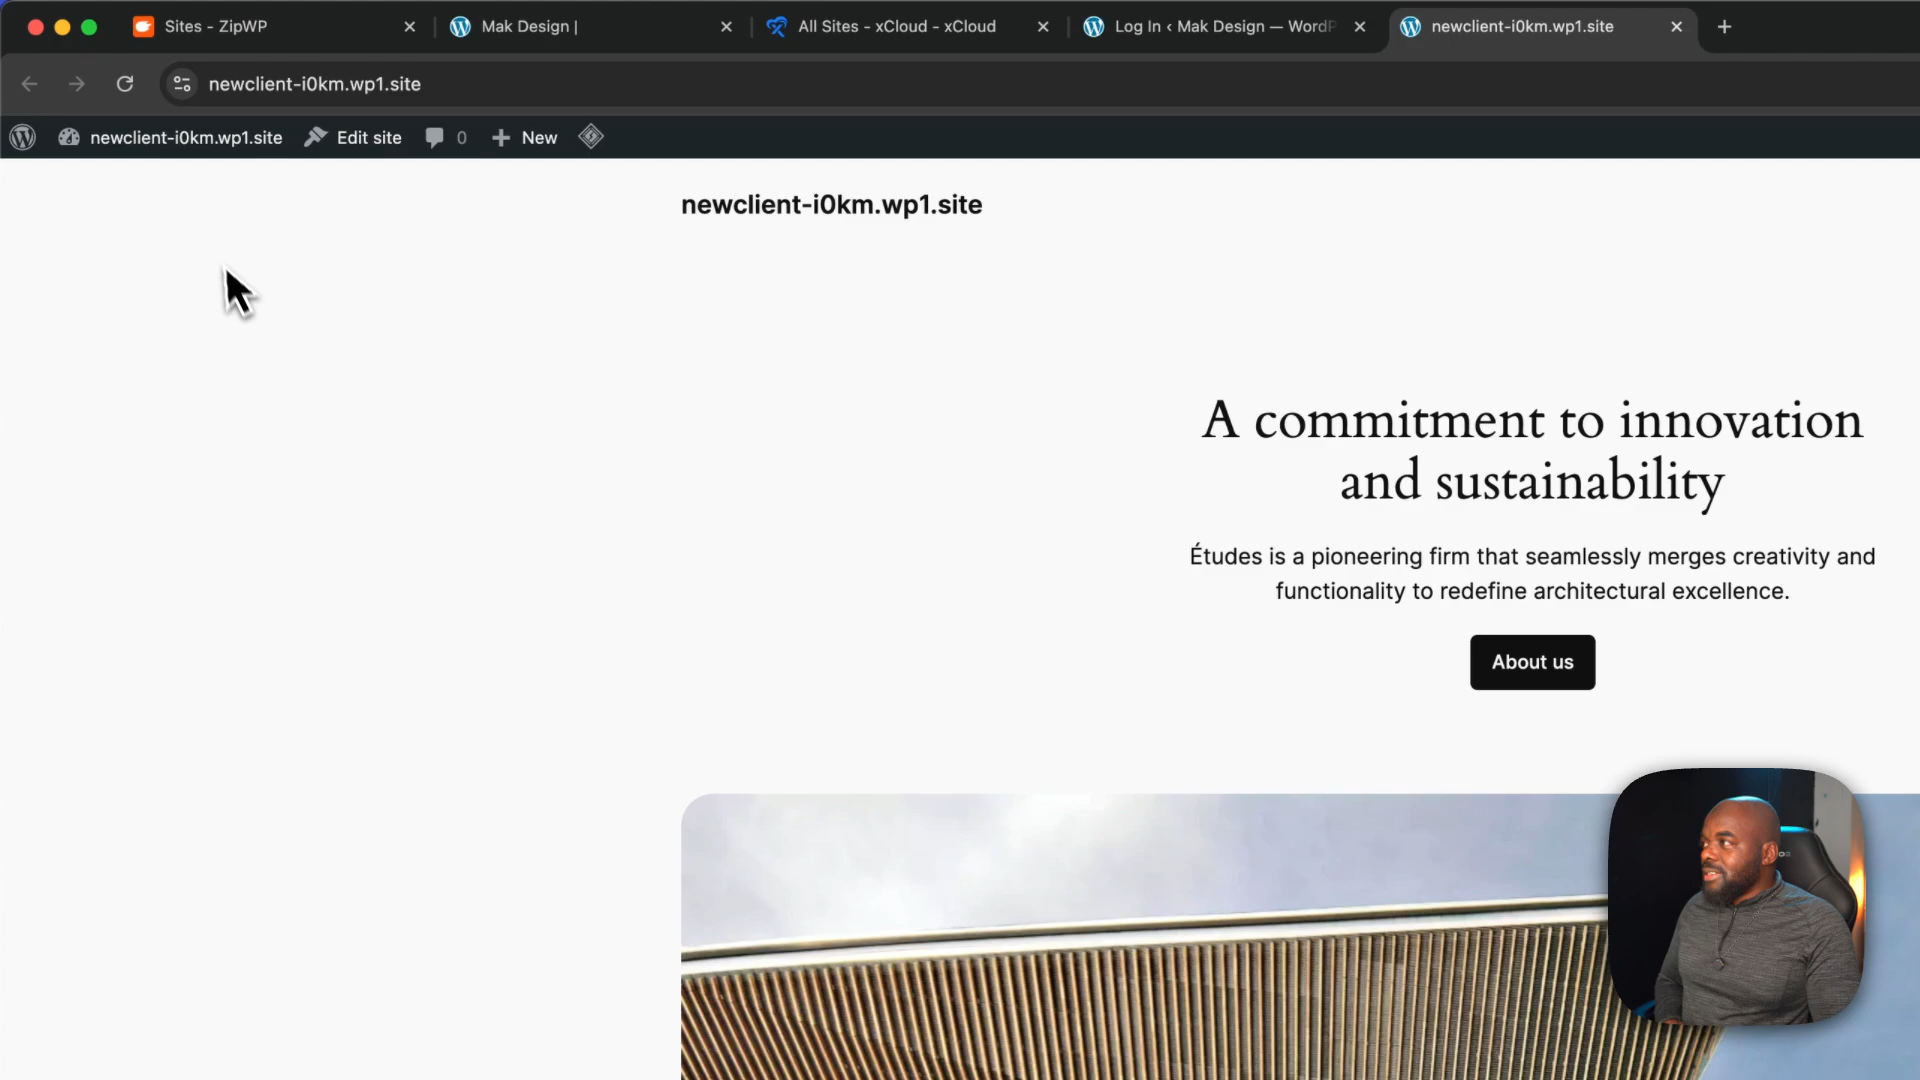 Sites - ZipWP
Mak Design |
All Sites - xCloud - xCloud
Log In ‹ Mak Design — WordP
newclient-i0km.wp1.site
newclient-i0km.wp1.site
newclient-i0km.wp1.site
Edit site
0
New
newclient-i0km.wp1.site
A commitment to innovation
and sustainability
Études is a pioneering firm that seamlessly merges creativity and
functionality to redefine architectural excellence.
About us